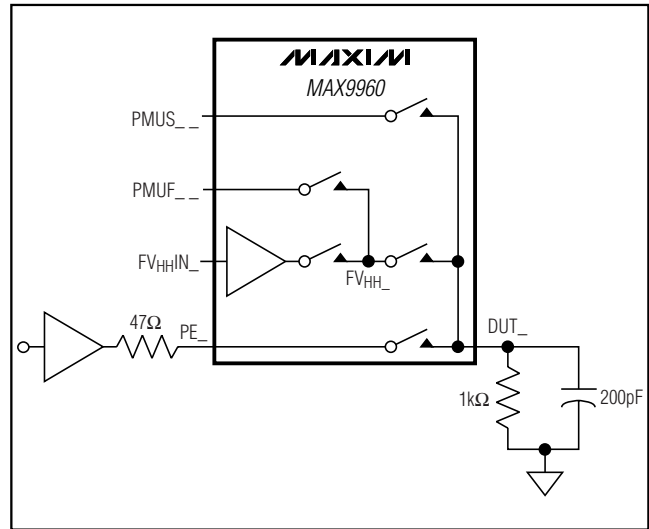 MAXIM
MAX9960
PMUS_ _
PMUF_ _
FVHHIN_
FVHH_
47Ω
PE_
DUT_
1kΩ
200pF